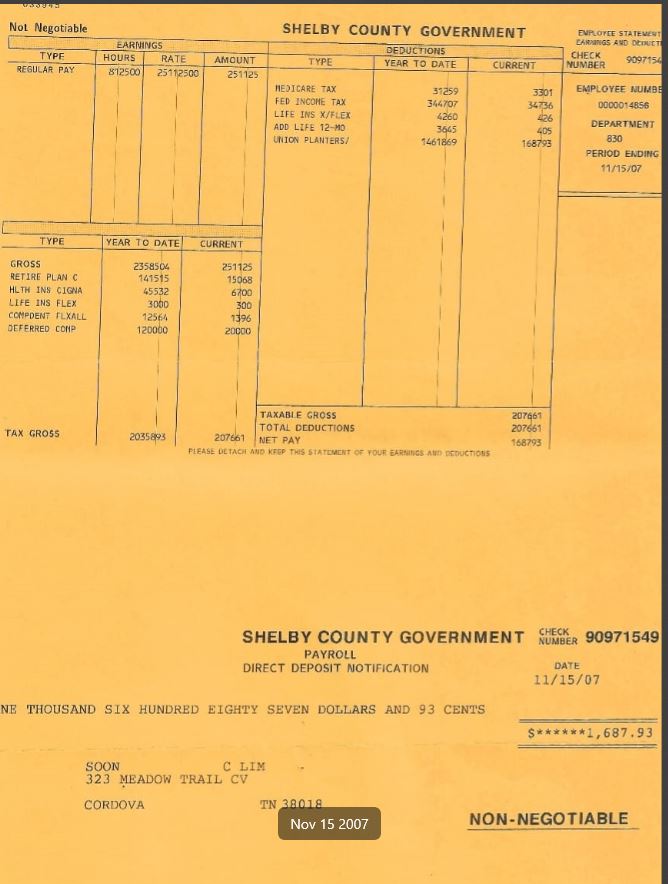 Not Negotiable
SHELBY COUNTY GOVERNMENT
EMPLOYEE STATEMENT
EARNINGS AND DEDUCTI
EARNINGS
DEDUCTIONS
TYPE HOURS RATE AMOUNT TYPE YEAR TO DATE CURRENT
CHECK NUMBER 9097154
REGULAR PAY 812500 25112500 251125
MEDICARE TAX 31259 3301
FED INCOME TAX 344707 34736
LIFE INS X/FLEX 4260 426
ADD LIFE 12-MO 3645 405
UNION PLANTERS/ 1461869 168793
EMPLOYEE NUMBE
0000014856
DEPARTMENT
830
PERIOD ENDING
11/15/07
TYPE YEAR TO DATE CURRENT
GROSS 2358504 251125
RETIRE PLAN C 141515 15068
HLTH INS CIGNA 45532 6700
LIFE INS FLEX 3000 300
COMPDENT FLXALL 12564 1396
DEFERRED COMP 120000 20000
TAXABLE GROSS 207661
TOTAL DEDUCTIONS 207661
TAX GROSS 2035893 207661
NET PAY 168793
PLEASE DETACH AND KEEP THIS STATEMENT OF YOUR EARNINGS AND DEDUCTIONS
SHELBY COUNTY GOVERNMENT
CHECK NUMBER 90971549
PAYROLL
DIRECT DEPOSIT NOTIFICATION
DATE
11/15/07
NE THOUSAND SIX HUNDRED EIGHTY SEVEN DOLLARS AND 93 CENTS
$******1,687.93
SOON C LIM
323 MEADOW TRAIL CV
CORDOVA TN 38018
Nov 15 2007
NON-NEGOTIABLE